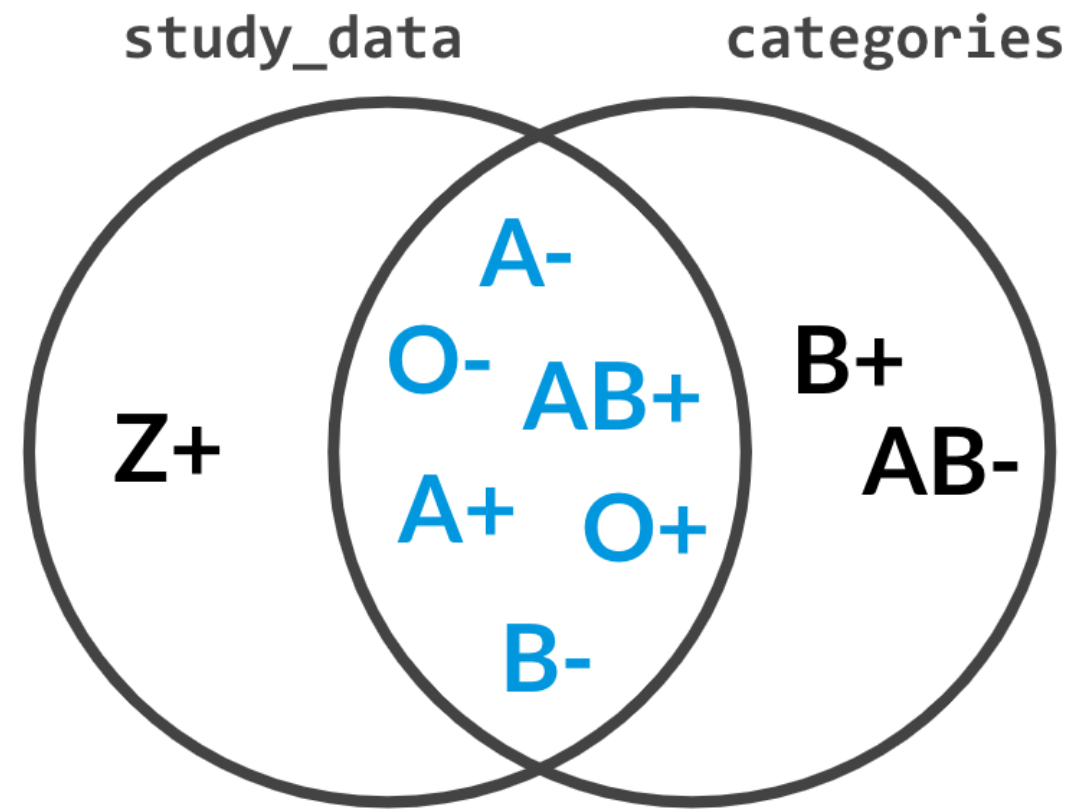 study_data categories
A-
O-
AB+
B+
Z+
AB-
A+
O+
B-